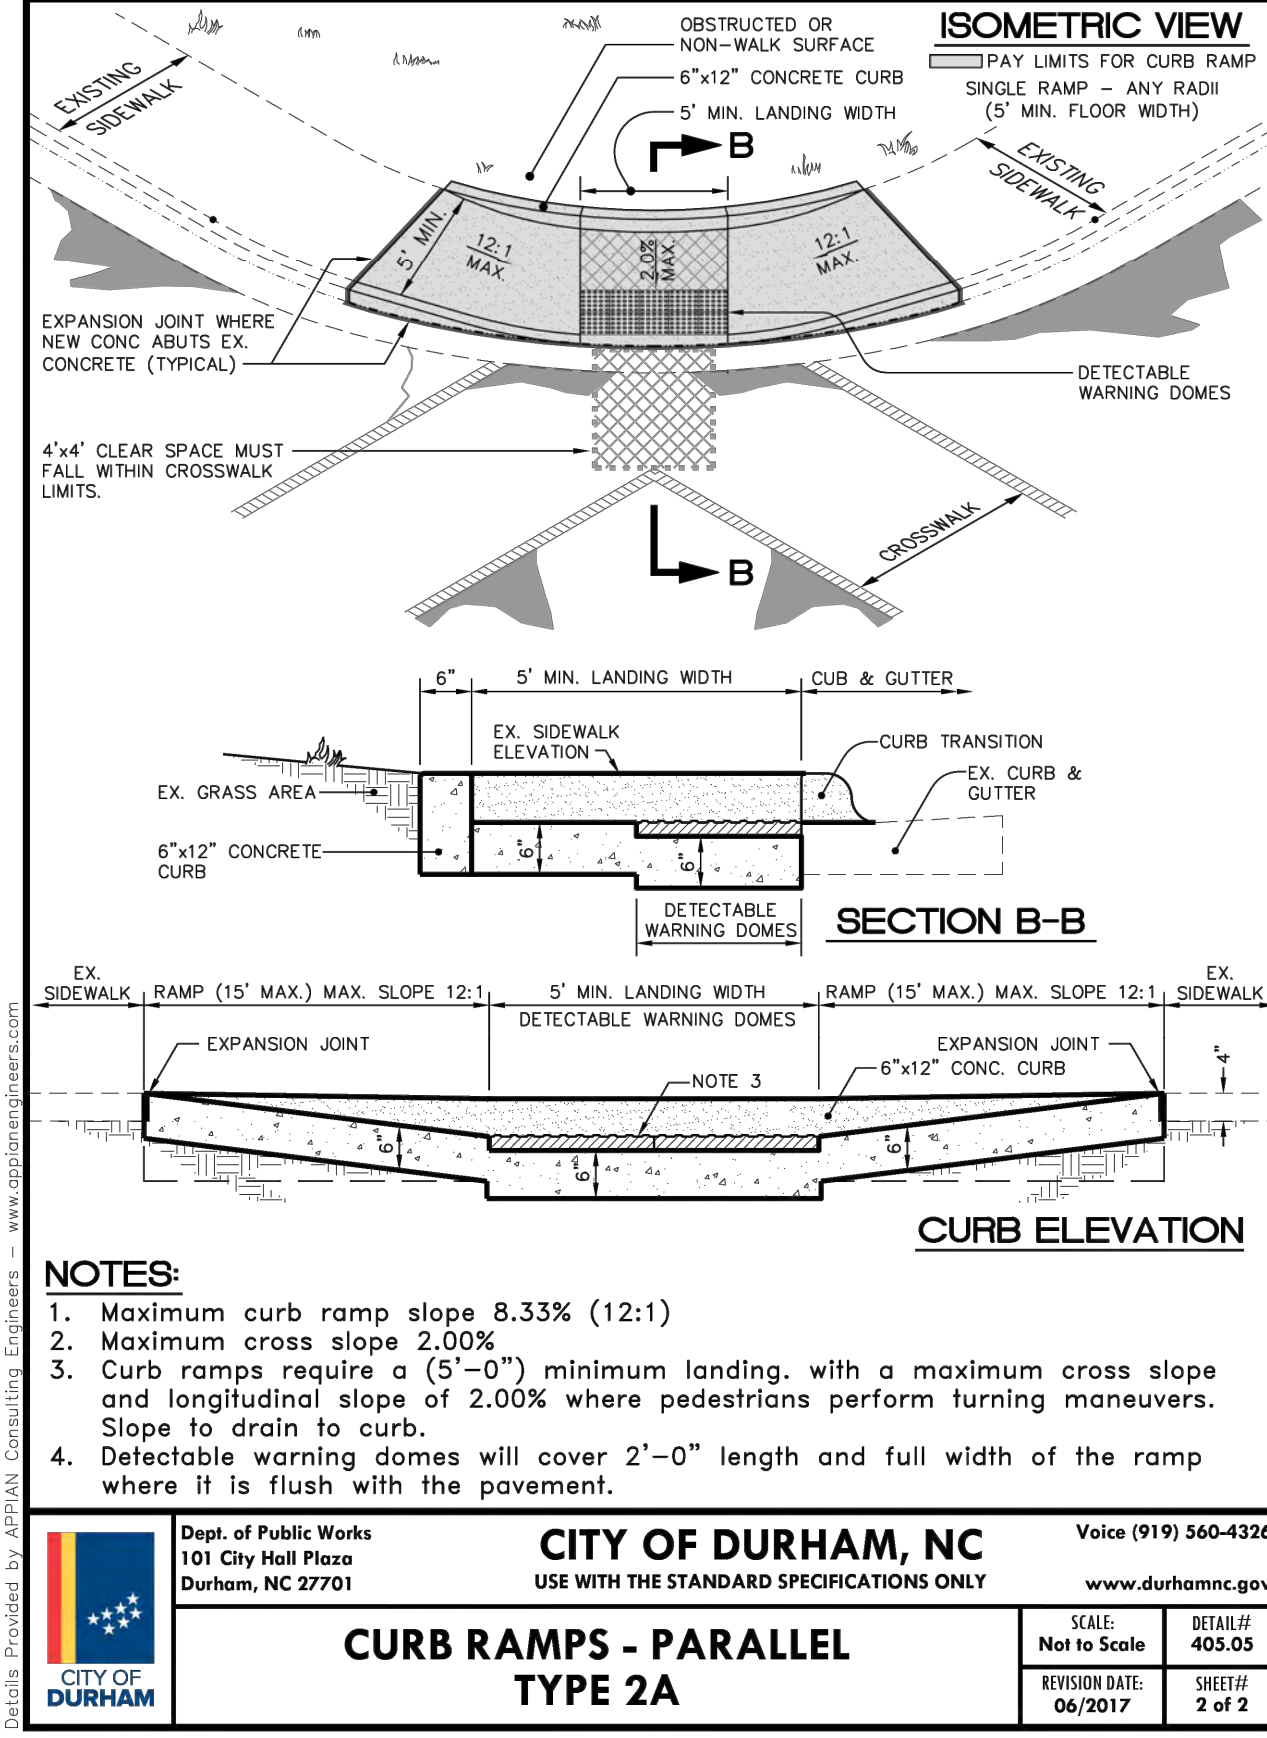 OBSTRUCTED OR
NON-WALK SURFACE
6"x12" CONCRETE CURB
5' MIN. LANDING WIDTH
B
ISOMETRIC VIEW
PAY LIMITS FOR CURB RAMP
SINGLE RAMP - ANY RADII
(5' MIN. FLOOR WIDTH)
EXISTING
SIDEWALK
EXISTING
SIDEWALK
5' MIN.
12:1
MAX.
2.0%
MAX.
12:1
MAX.
EXPANSION JOINT WHERE
NEW CONC ABUTS EX.
CONCRETE (TYPICAL)
DETECTABLE
WARNING DOMES
4'x4' CLEAR SPACE MUST
FALL WITHIN CROSSWALK
LIMITS.
CROSSWALK
B
6"
5' MIN. LANDING WIDTH
CUB & GUTTER
EX. SIDEWALK
ELEVATION
CURB TRANSITION
EX. CURB &
GUTTER
EX. GRASS AREA
6"x12" CONCRETE
CURB
6"
6"
DETECTABLE
WARNING DOMES
SECTION B-B
EX.
SIDEWALK
RAMP (15' MAX.) MAX. SLOPE 12:1
5' MIN. LANDING WIDTH
DETECTABLE WARNING DOMES
RAMP (15' MAX.) MAX. SLOPE 12:1
EX.
SIDEWALK
EXPANSION JOINT
EXPANSION JOINT
6"x12" CONC. CURB
NOTE 3
4"
6"
6"
6"
CURB ELEVATION
NOTES:
1. Maximum curb ramp slope 8.33% (12:1)
2. Maximum cross slope 2.00%
3. Curb ramps require a (5'-0") minimum landing. with a maximum cross slope
and longitudinal slope of 2.00% where pedestrians perform turning maneuvers.
Slope to drain to curb.
4. Detectable warning domes will cover 2'-0" length and full width of the ramp
where it is flush with the pavement.
Details Provided by APPIAN Consulting Engineers - www.appianengineers.com
CITY OF
DURHAM
Dept. of Public Works
101 City Hall Plaza
Durham, NC 27701
CITY OF DURHAM, NC
USE WITH THE STANDARD SPECIFICATIONS ONLY
Voice (919) 560-4326
www.durhamnc.gov
CURB RAMPS - PARALLEL
TYPE 2A
SCALE:
Not to Scale
DETAIL#
405.05
REVISION DATE:
06/2017
SHEET#
2 of 2